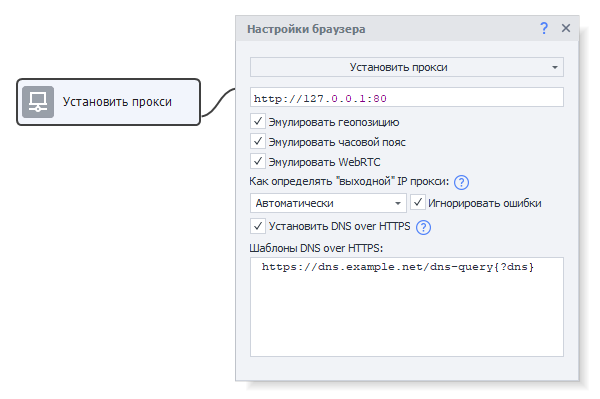 Установить прокси
Настройки браузера
?
Установить прокси
http://127.0.0.1:80
Эмулировать геопозицию
Эмулировать часовой пояс
Эмулировать WebRTC
Как определять "выходной" IP прокси: ?
Автоматически Игнорировать ошибки
Установить DNS over HTTPS ?
Шаблоны DNS over HTTPS:
https://dns.example.net/dns-query{?dns}